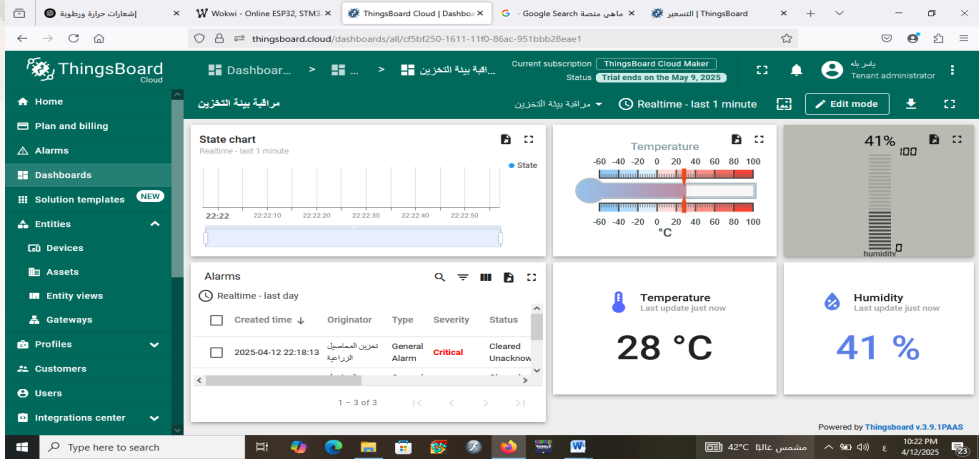 إشعارات حرارة ورطوبة
Wokwi - Online ESP32, STM3
ThingsBoard Cloud | Dashboa
ماهي منصة - Google Search
التسعير | ThingsBoard
thingsboard.cloud/dashboards/all/cf5bf250-1611-11f0-86ac-951bbb28eae1
ThingsBoard
Cloud
Dashboar... > ... > ...اقبة بيئة التخزين
Current subscription ThingsBoard Cloud Maker
Status Trial ends on the May 9, 2025
ياسر بله
Tenant administrator
Home
Plan and billing
Alarms
Dashboards
Solution templates NEW
Entities
Devices
Assets
Entity views
Gateways
Profiles
Customers
Users
Integrations center
مراقبة بيئة التخزين
مراقبة بيئة التخزين
Realtime - last 1 minute
Edit mode
State chart
Realtime - last 1 minute
State
22:22 22:22:10 22:22:20 22:22:30 22:22:40 22:22:50
Temperature
-60 -40 -20 0 20 40 60 80 100
-60 -40 -20 0 20 40 60 80 100
°C
41%
100
0
humidity
Alarms
Realtime - last day
Created time Originator Type Severity Status
2025-04-12 22:18:13 تخزين المحاصيل الزراعية General Alarm Critical Cleared Unacknow
1 – 3 of 3
Temperature
Last update just now
28 °C
Humidity
Last update just now
41 %
Powered by Thingsboard v.3.9.1PAAS
Type here to search
42°C مشمس غالبًا
ع
10:22 PM
4/12/2025
23